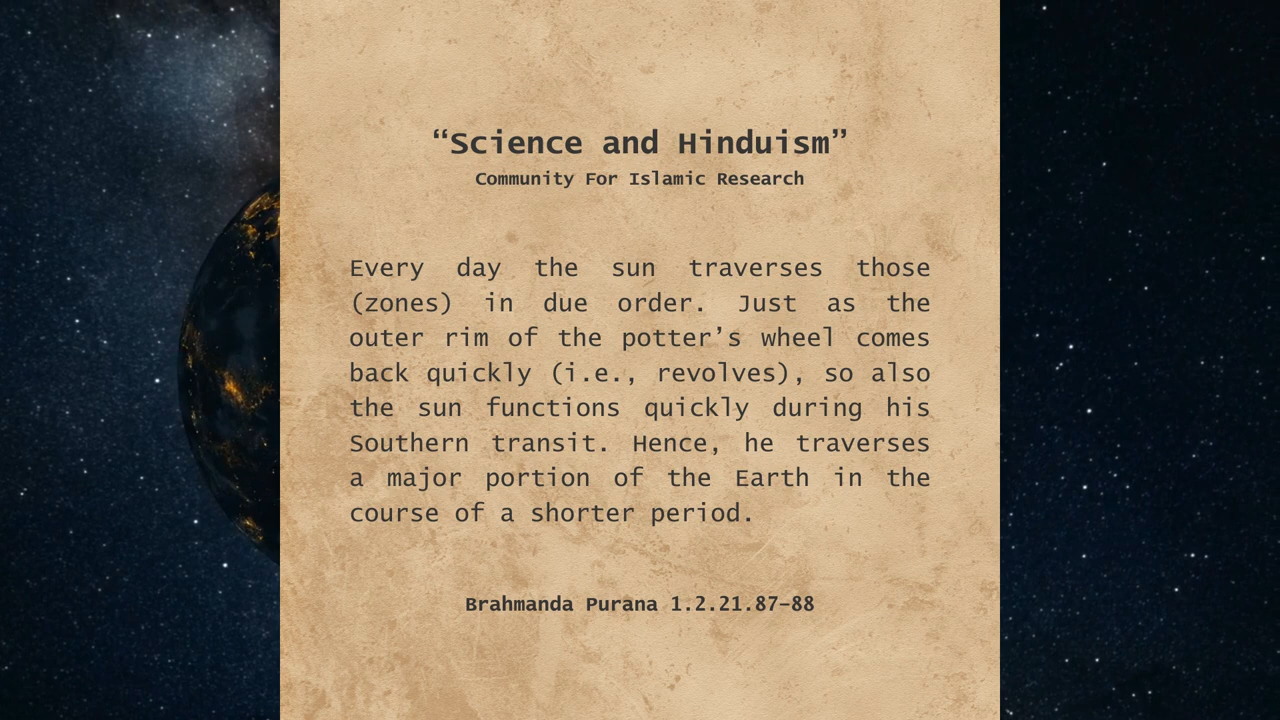 “Science and Hinduism”
Community For Islamic Research
Every day the sun traverses those
(zones) in due order. Just as the
outer rim of the potter’s wheel comes
back quickly (i.e., revolves), so also
the sun functions quickly during his
Southern transit. Hence, he traverses
a major portion of the Earth in the
course of a shorter period.
Brahmanda Purana 1.2.21.87–88